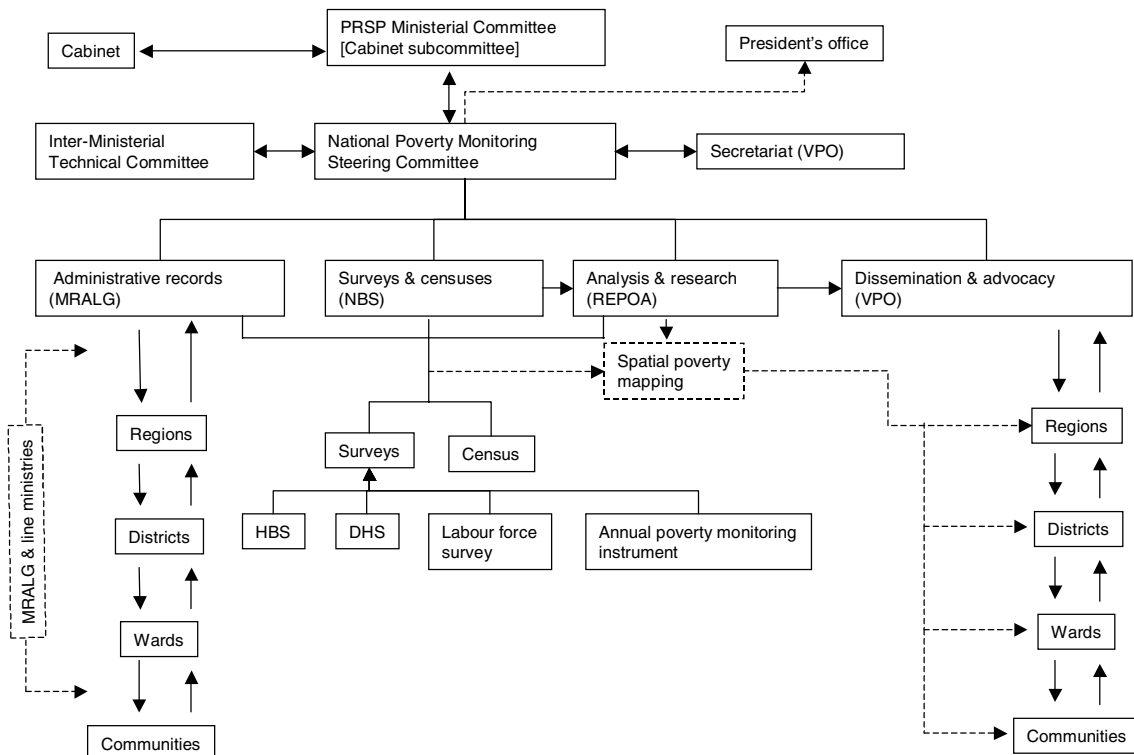 PRSP Ministerial Committee
[Cabinet subcommittee]
Cabinet
President’s office
Inter-Ministerial
Technical Committee
National Poverty Monitoring
Steering Committee
Secretariat (VPO)
Administrative records
(MRALG)
Surveys & censuses
(NBS)
Analysis & research
(REPOA)
Dissemination & advocacy
(VPO)
Spatial poverty
mapping
MRALG & line ministries
Regions
Districts
Wards
Communities
Surveys
Census
HBS
DHS
Labour force
survey
Annual poverty monitoring
instrument
Regions
Districts
Wards
Communities